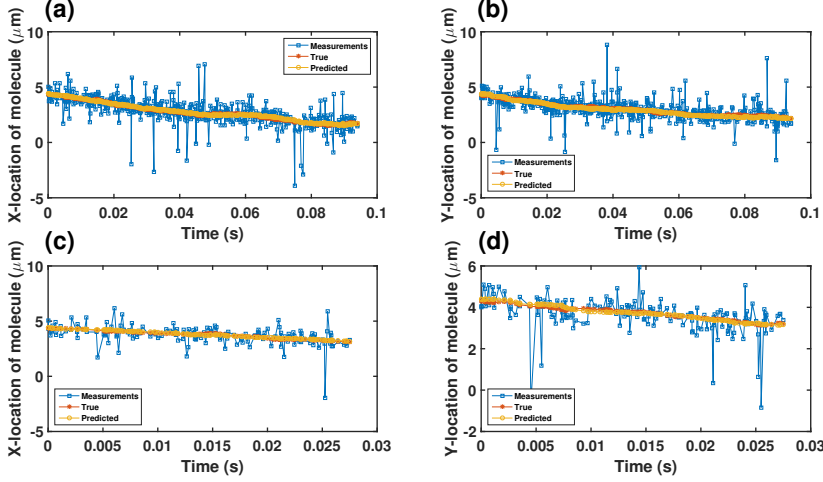 (a)
X-location of molecule (μm)
10
5
0
-5
0
0.02
0.04
0.06
0.08
0.1
Time (s)
Measurements
True
Predicted
(b)
Y-location of molecule (μm)
10
5
0
-5
0
0.02
0.04
0.06
0.08
0.1
Time (s)
Measurements
True
Predicted
(c)
X-location of molecule (μm)
10
5
0
-5
0
0.005
0.01
0.015
0.02
0.025
0.03
Time (s)
Measurements
True
Predicted
(d)
Y-location of molecule (μm)
6
4
2
0
-2
0
0.005
0.01
0.015
0.02
0.025
0.03
Time (s)
Measurements
True
Predicted